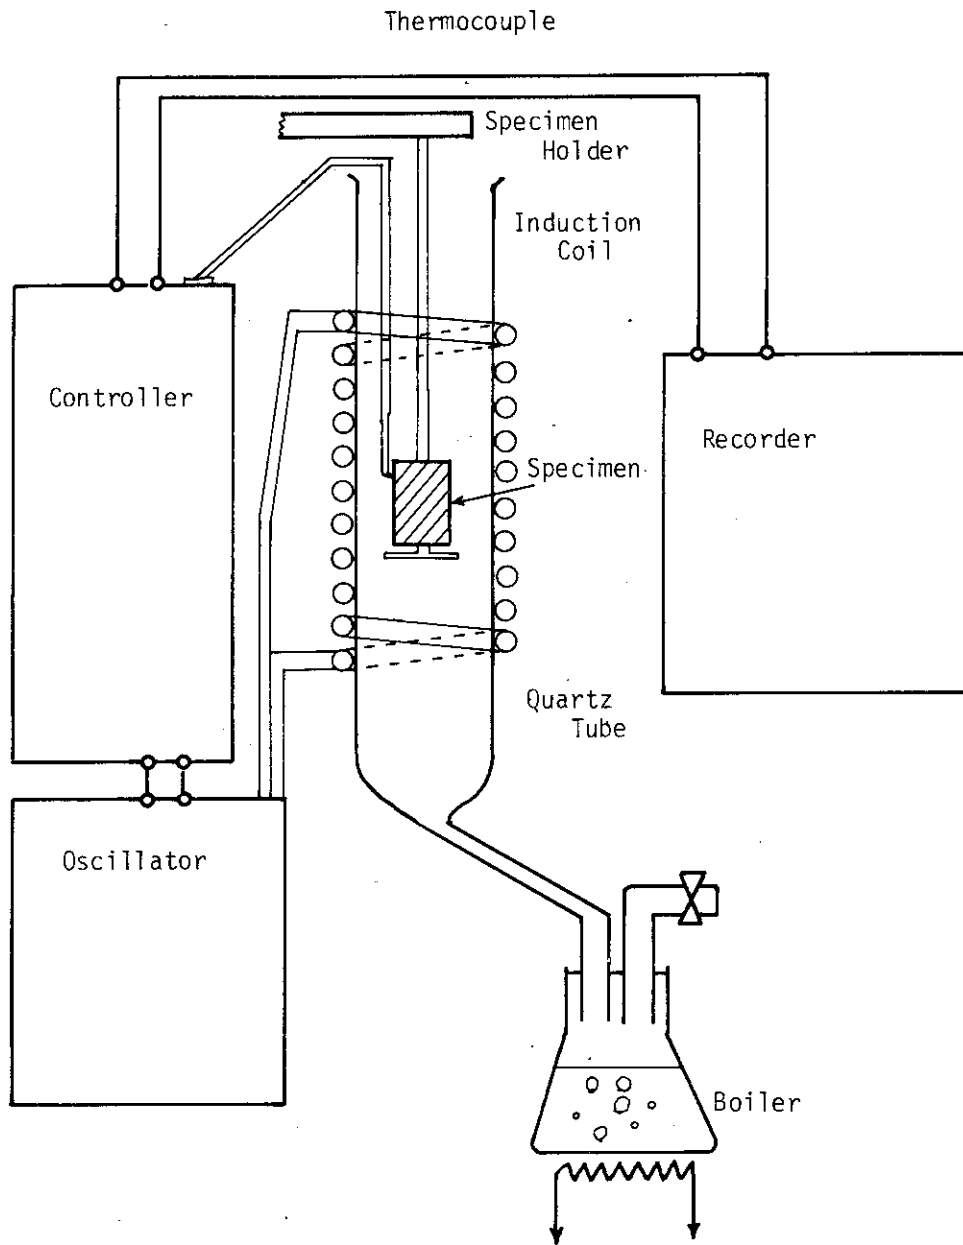 Thermocouple
Specimen
Holder
Induction
Coil
Controller
Recorder
Specimen
Quartz
Tube
Oscillator
Boiler